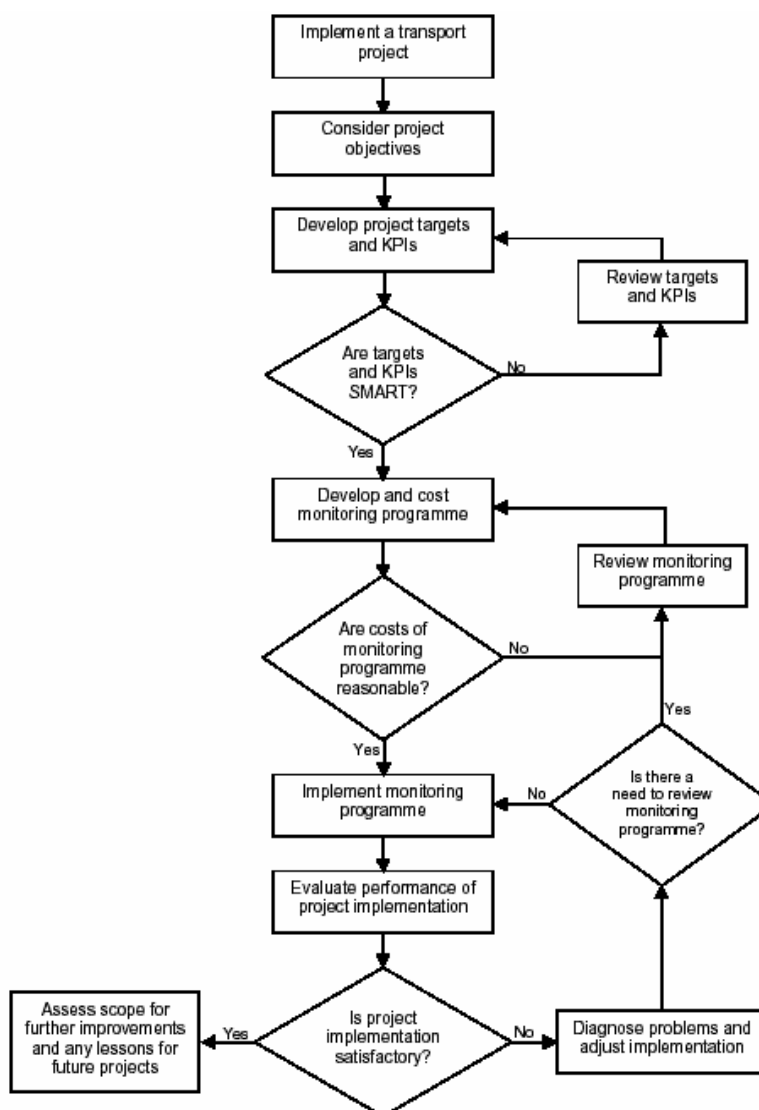 Implement a transport
project
Consider project
objectives
Develop project targets
and KPIs
Review targets
and KPIs
Are targets
and KPIs
SMART?
No
Yes
Develop and cost
monitoring programme
Review monitoring
programme
Are costs of
monitoring
programme
reasonable?
No
Yes
Yes
Implement monitoring
programme
No
Is there a
need to review
monitoring
programme?
Evaluate performance of
project implementation
Assess scope for
further improvements
and any lessons for
future projects
Yes
Is project
implementation
satisfactory?
No
Diagnose problems and
adjust implementation